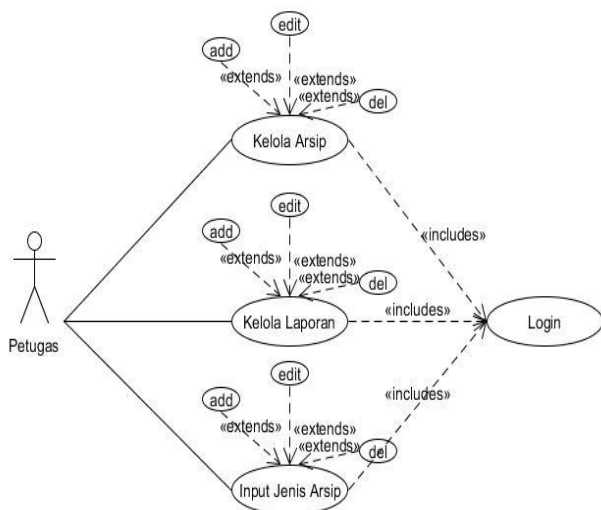 edit
add
«extends»
«extends»
«extends»
del
Kelola Arsip
edit
add
«extends»
«extends»
«extends»
del
«includes»
Petugas
Kelola Laporan
«includes»
Login
edit
add
«extends»
«extends»
«extends»
del
«includes»
Input Jenis Arsip